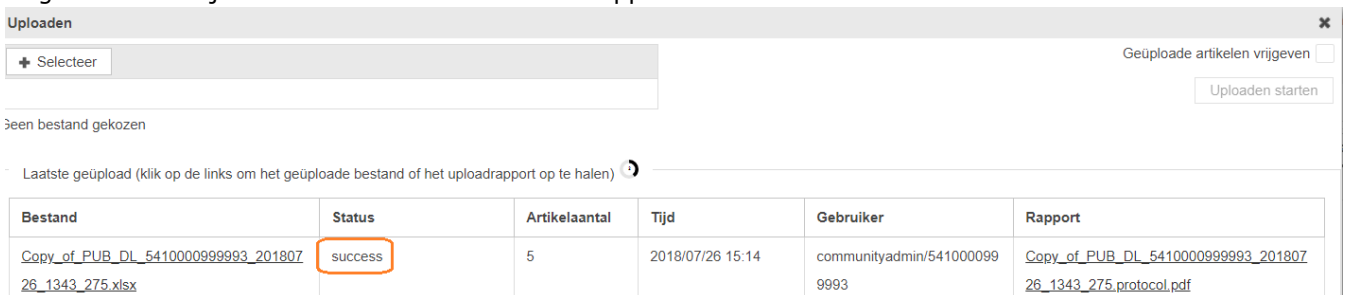 Uploaden
+ Selecteer
Geüploade artikelen vrijgeven
Uploaden starten
Geen bestand gekozen
Laatste geüpload (klik op de links om het geüploade bestand of het uploadrapport op te halen)
Bestand Status Artikelaantal Tijd Gebruiker Rapport
Copy_of_PUB_DL_5410000999993_201807 success 5 2018/07/26 15:14 communityadmin/541000099 Copy_of_PUB_DL_5410000999993_201807
26_1343_275.xlsx 9993 26_1343_275.protocol.pdf